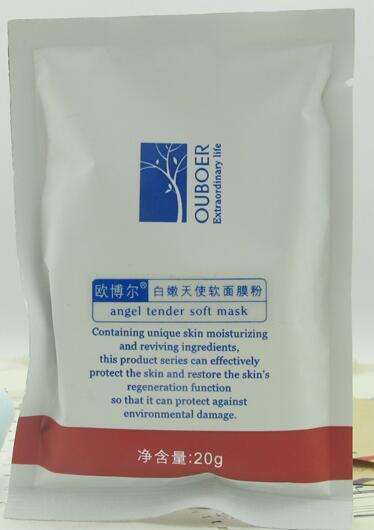 OUBOER
Extraordinary life
欧博尔® 白嫩天使软面膜粉
angel tender soft mask
Containing unique skin moisturizing
and reviving ingredients,
this product series can effectively
protect the skin and restore the skin's
regeneration function
so that it can protect against
environmental damage.
净含量:20g